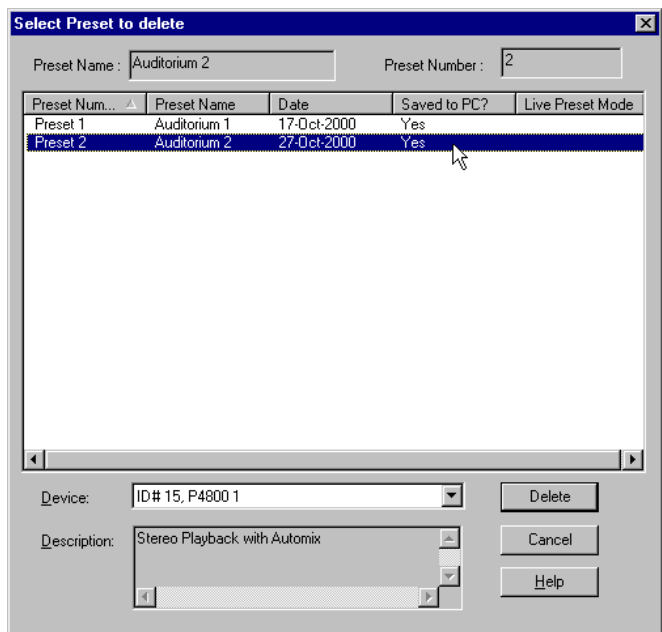 Select Preset to delete
Preset Name : Auditorium 2 Preset Number : 2
Preset Num... Preset Name Date Saved to PC? Live Preset Mode
Preset 1 Auditorium 1 17-Oct-2000 Yes
Preset 2 Auditorium 2 27-Oct-2000 Yes
Device: ID# 15, P4800 1 Delete
Description: Stereo Playback with Automix Cancel
Help